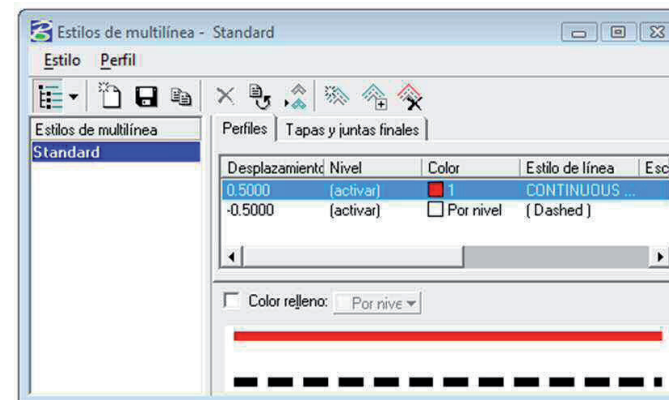 Estilos de multilínea - Standard
Estilo Perfil
Estilos de multilínea
Standard
Perfiles Tapas y juntas finales
Desplazamiento Nivel Color Estilo de línea Esc
0.5000 (activar) 1 CONTINUOUS ...
-0.5000 (activar) Por nivel ( Dashed )
Color relleno: Por nive